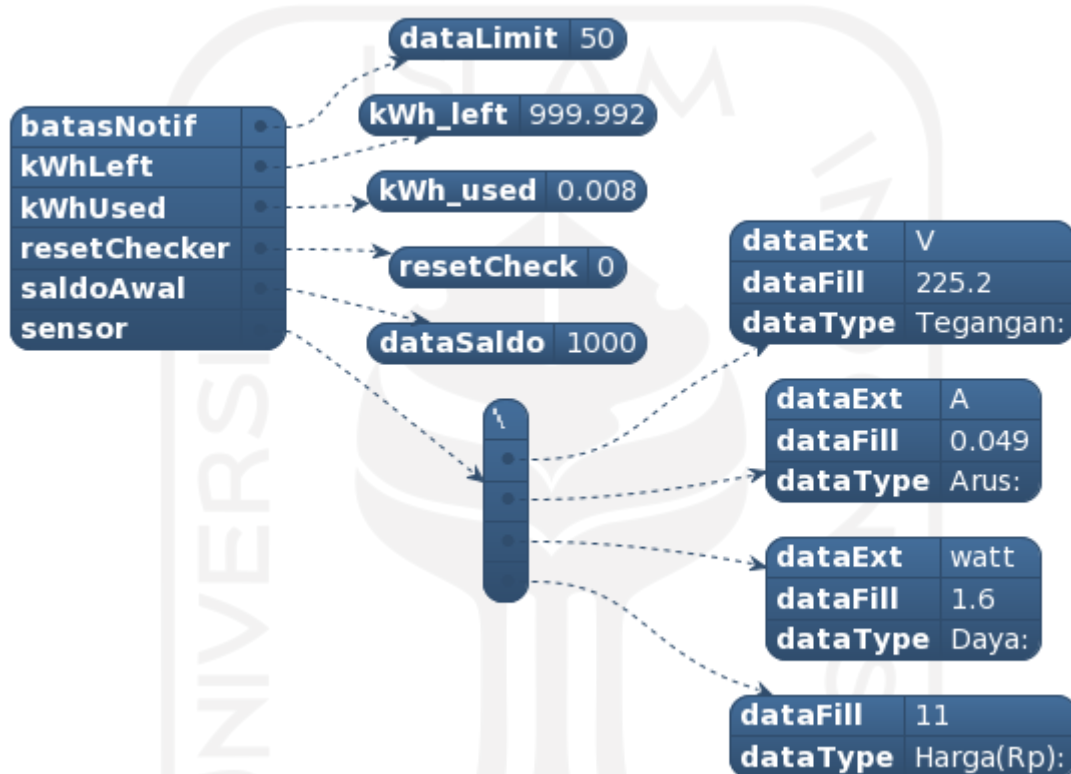 dataLimit 50
batasNotif
kWhLeft
kWhUsed
resetChecker
saldoAwal
sensor
kWh_left 999.992
kWh_used 0.008
resetCheck 0
dataSaldo 1000
dataExt V
dataFill 225.2
dataType Tegangan:
dataExt A
dataFill 0.049
dataType Arus:
dataExt watt
dataFill 1.6
dataType Daya:
dataFill 11
dataType Harga(Rp):
ISLAM